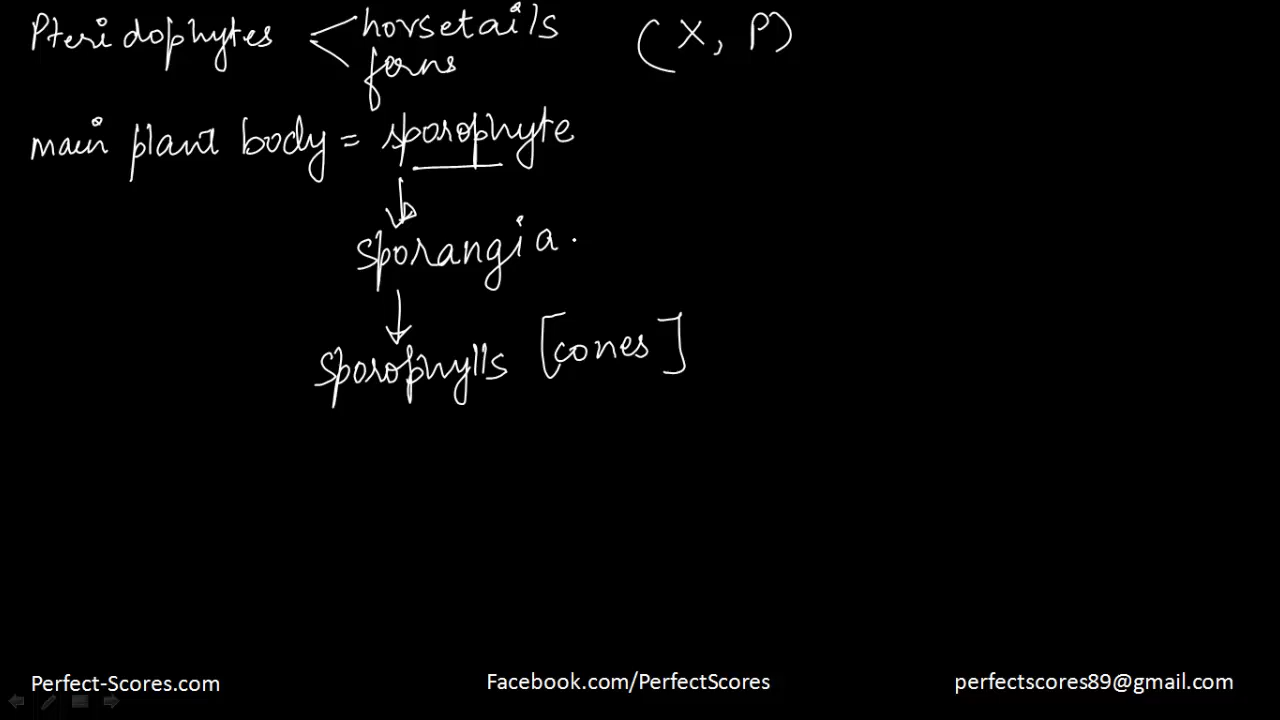 Pteridophytes < horsetails (X, P)
ferns
main plant body = sporophyte
↓
sporangia.
↓
sporophylls [cones]
Perfect-Scores.com Facebook.com/PerfectScores perfectscores89@gmail.com